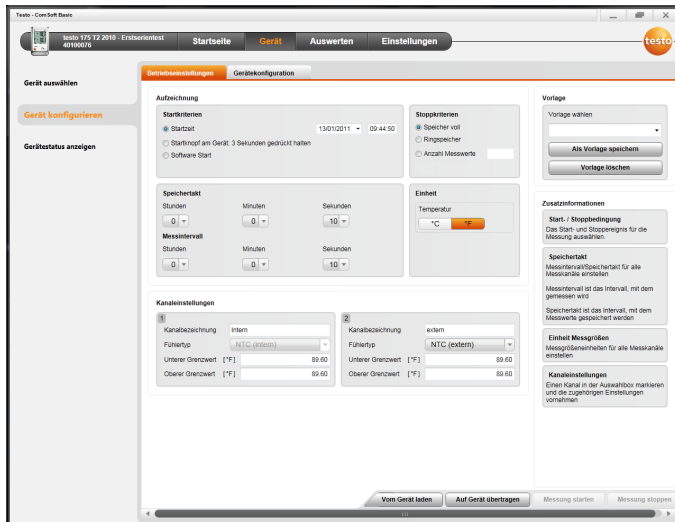 Testo - ComSoft Basic
testo 175 T2 2010 - Erstserientest
40100076
Startseite
Gerät
Auswerten
Einstellungen
testo
Gerät auswählen
Gerät konfigurieren
Gerätestatus anzeigen
Betriebseinstellungen
Gerätekonfiguration
Aufzeichnung
Startkriterien
Startzeit
13/01/2011
09:44:50
Startknopf am Gerät: 3 Sekunden gedrückt halten
Software Start
Stoppkriterien
Speicher voll
Ringspeicher
Anzahl Messwerte
Speichertakt
Stunden Minuten Sekunden
0 0 10
Messintervall
Stunden Minuten Sekunden
0 0 10
Einheit
Temperatur
°C °F
Kanaleinstellungen
1
Kanalbezeichnung Intern
Fühlertyp NTC (intern)
Unterer Grenzwert [°F] 89.60
Oberer Grenzwert [°F] 89.60
2
Kanalbezeichnung extern
Fühlertyp NTC (extern)
Unterer Grenzwert [°F] 89.60
Oberer Grenzwert [°F] 89.60
Vorlage
Vorlage wählen
Als Vorlage speichern
Vorlage löschen
Zusatzinformationen
Start- / Stoppbedingung
Das Start- und Stoppereignis für die
Messung auswählen.
Speichertakt
Messintervall/Speichertakt für alle
Messkanäle einstellen
Messintervall ist das Intervall, mit dem
gemessen wird
Speichertakt ist das Intervall, mit dem
Messwerte gespeichert werden
Einheit Messgrößen
Messgrößeneinheiten für alle Messkanäle
einstellen
Kanaleinstellungen
Einen Kanal in der Auswahlbox markieren
und die zugehörigen Einstellungen
vornehmen
Vom Gerät laden
Auf Gerät übertragen
Messung starten
Messung stoppen